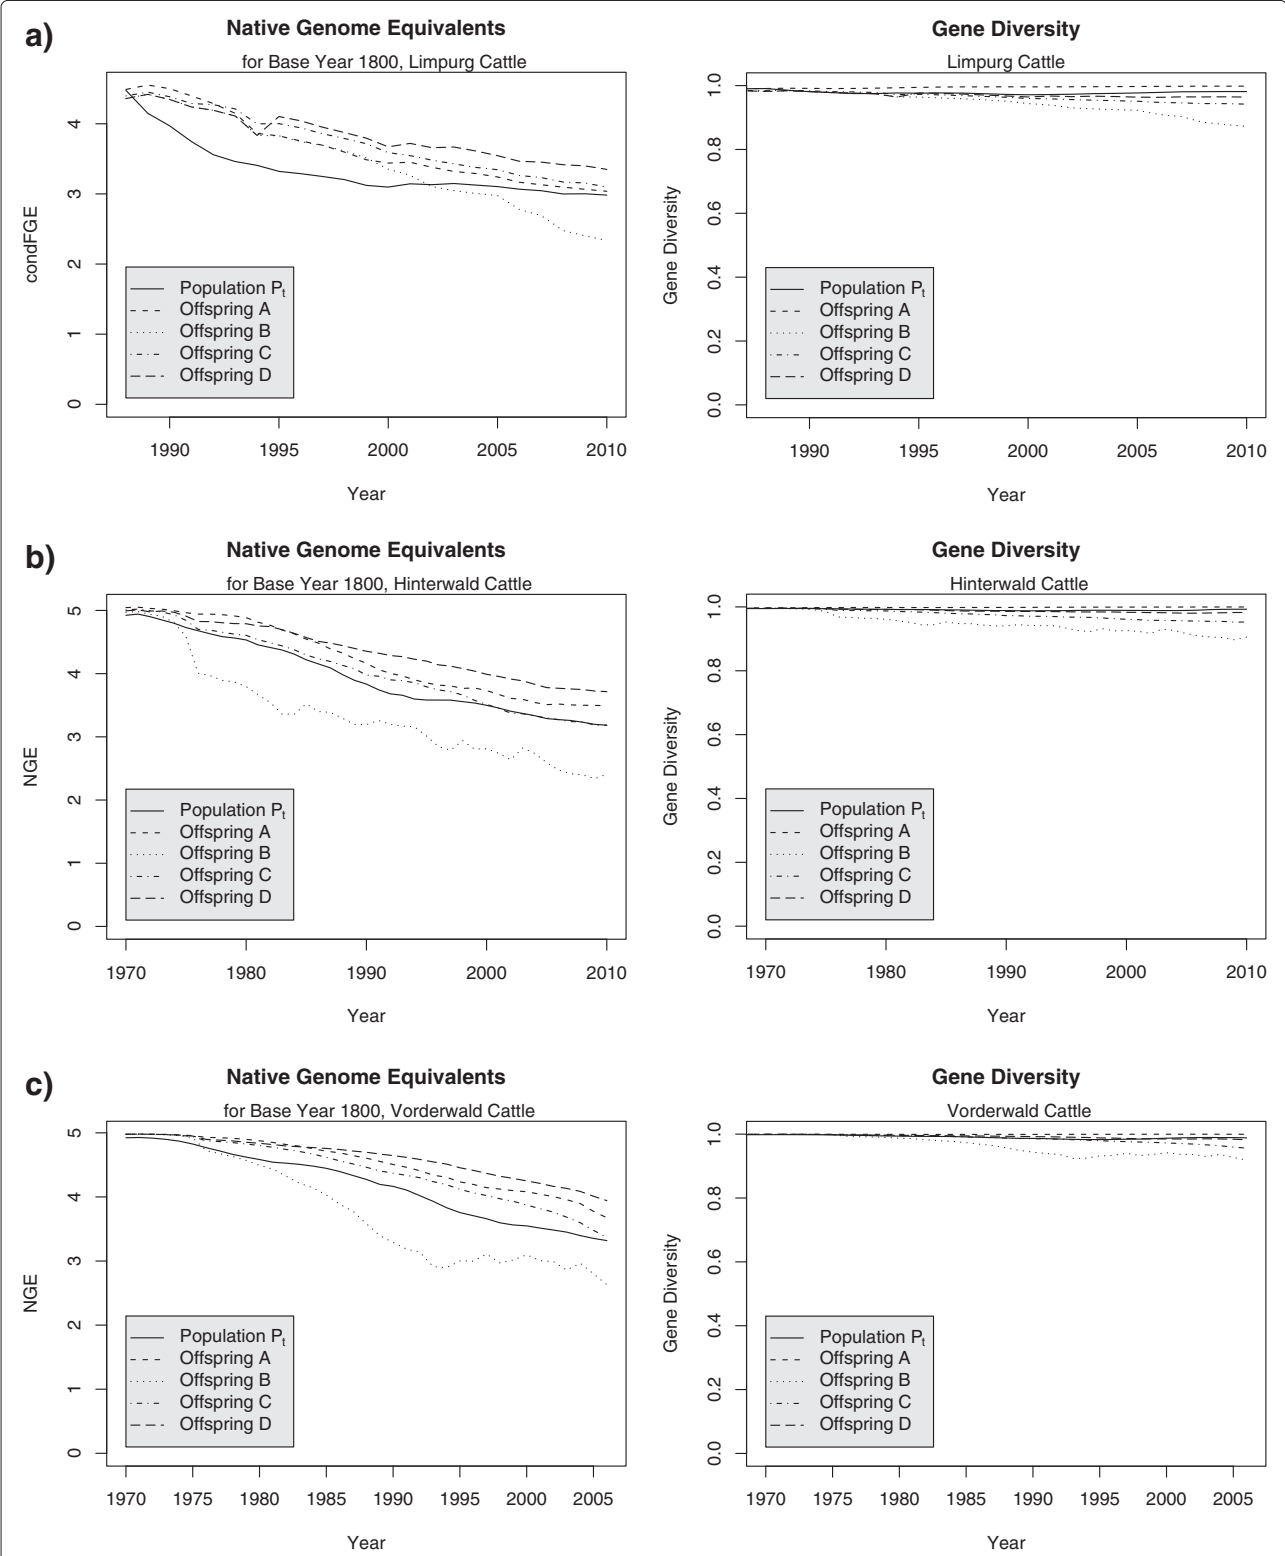 a)
Native Genome Equivalents
for Base Year 1800, Limpurg Cattle
condFGE
4
3
2
1
0
Population Pt
Offspring A
Offspring B
Offspring C
Offspring D
1990 1995 2000 2005 2010
Year
Gene Diversity
Limpurg Cattle
Gene Diversity
1.0
0.8
0.6
0.4
0.2
0.0
Population Pt
Offspring A
Offspring B
Offspring C
Offspring D
1990 1995 2000 2005 2010
Year
b)
Native Genome Equivalents
for Base Year 1800, Hinterwald Cattle
NGE
5
4
3
2
1
0
Population Pt
Offspring A
Offspring B
Offspring C
Offspring D
1970 1980 1990 2000 2010
Year
Gene Diversity
Hinterwald Cattle
Gene Diversity
1.0
0.8
0.6
0.4
0.2
0.0
Population Pt
Offspring A
Offspring B
Offspring C
Offspring D
1970 1980 1990 2000 2010
Year
c)
Native Genome Equivalents
for Base Year 1800, Vorderwald Cattle
NGE
5
4
3
2
1
0
Population Pt
Offspring A
Offspring B
Offspring C
Offspring D
1970 1975 1980 1985 1990 1995 2000 2005
Year
Gene Diversity
Vorderwald Cattle
Gene Diversity
1.0
0.8
0.6
0.4
0.2
0.0
Population Pt
Offspring A
Offspring B
Offspring C
Offspring D
1970 1975 1980 1985 1990 1995 2000 2005
Year